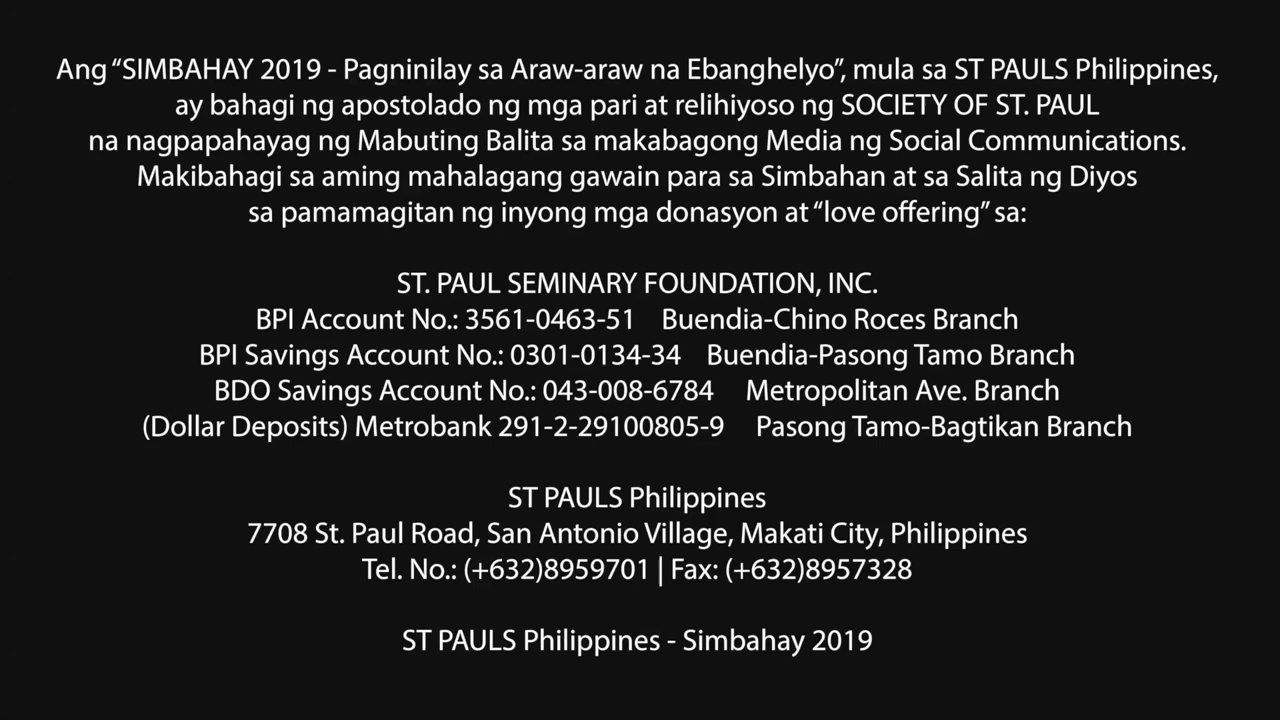 Ang “SIMBAHAY 2019 - Pagninilay sa Araw-araw na Ebanghelyo”, mula sa ST PAULS Philippines,
ay bahagi ng apostolado ng mga pari at relihiyoso ng SOCIETY OF ST. PAUL
na nagpapahayag ng Mabuting Balita sa makabagong Media ng Social Communications.
Makibahagi sa aming mahalagang gawain para sa Simbahan at sa Salita ng Diyos
sa pamamagitan ng inyong mga donasyon at “love offering” sa:
ST. PAUL SEMINARY FOUNDATION, INC.
BPI Account No.: 3561-0463-51 Buendia-Chino Roces Branch
BPI Savings Account No.: 0301-0134-34 Buendia-Pasong Tamo Branch
BDO Savings Account No.: 043-008-6784 Metropolitan Ave. Branch
(Dollar Deposits) Metrobank 291-2-29100805-9 Pasong Tamo-Bagtikan Branch
ST PAULS Philippines
7708 St. Paul Road, San Antonio Village, Makati City, Philippines
Tel. No.: (+632)8959701 | Fax: (+632)8957328
ST PAULS Philippines - Simbahay 2019